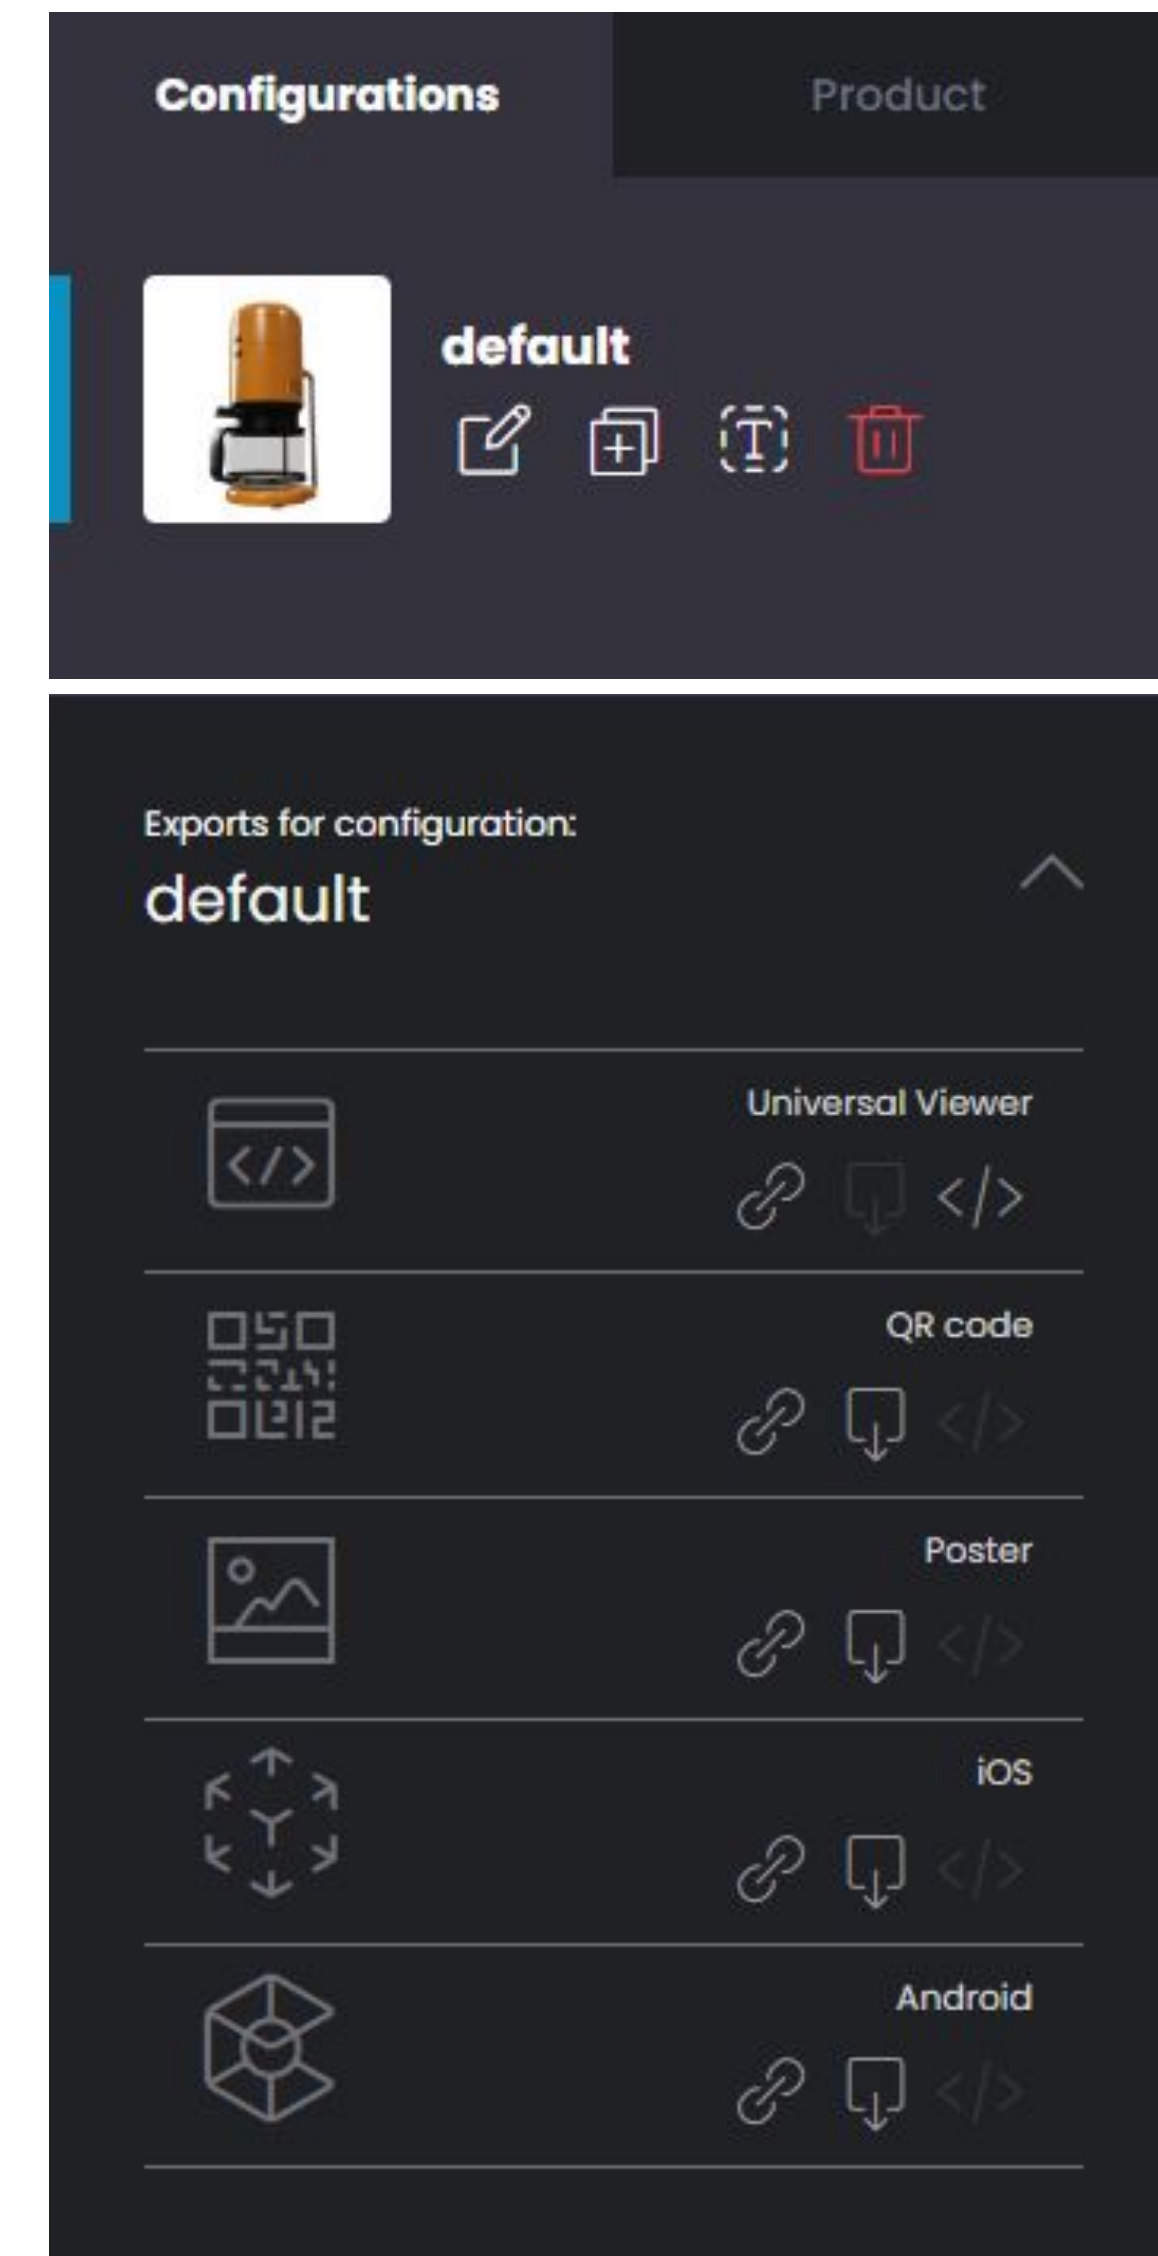 Configurations
Product
default
Exports for configuration:
default
Universal Viewer
QR code
Poster
iOS
Android